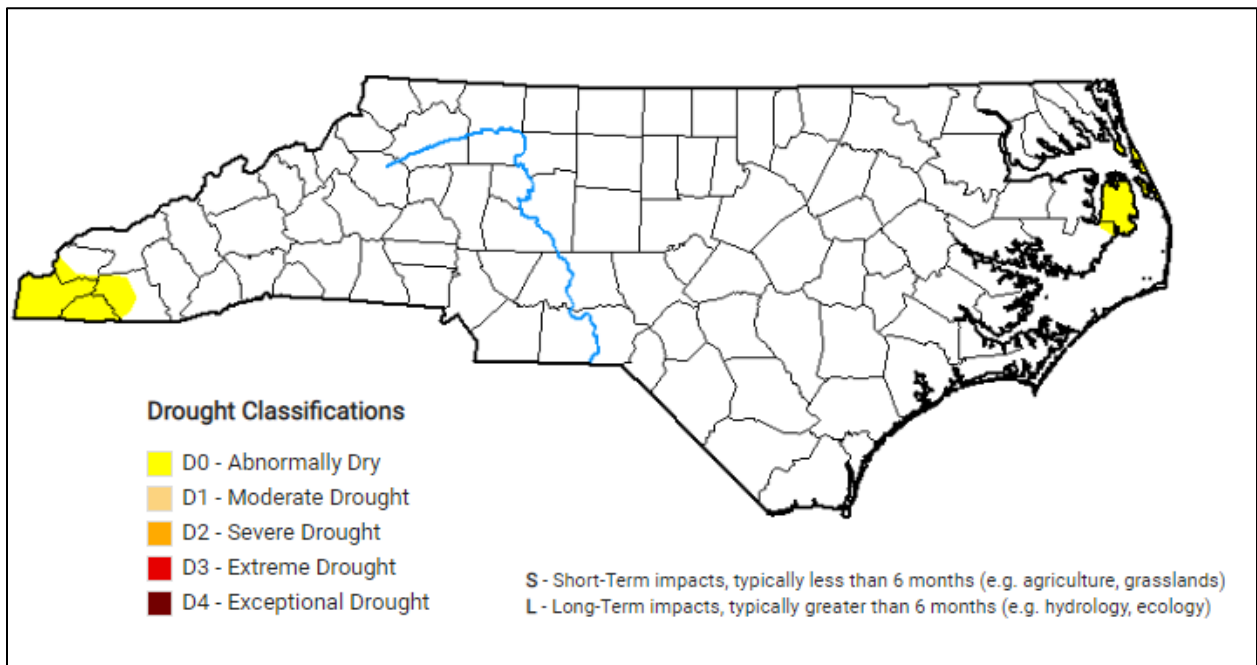 Drought Classifications
D0 - Abnormally Dry
D1 - Moderate Drought
D2 - Severe Drought
D3 - Extreme Drought
D4 - Exceptional Drought
S - Short-Term impacts, typically less than 6 months (e.g. agriculture, grasslands)
L - Long-Term impacts, typically greater than 6 months (e.g. hydrology, ecology)